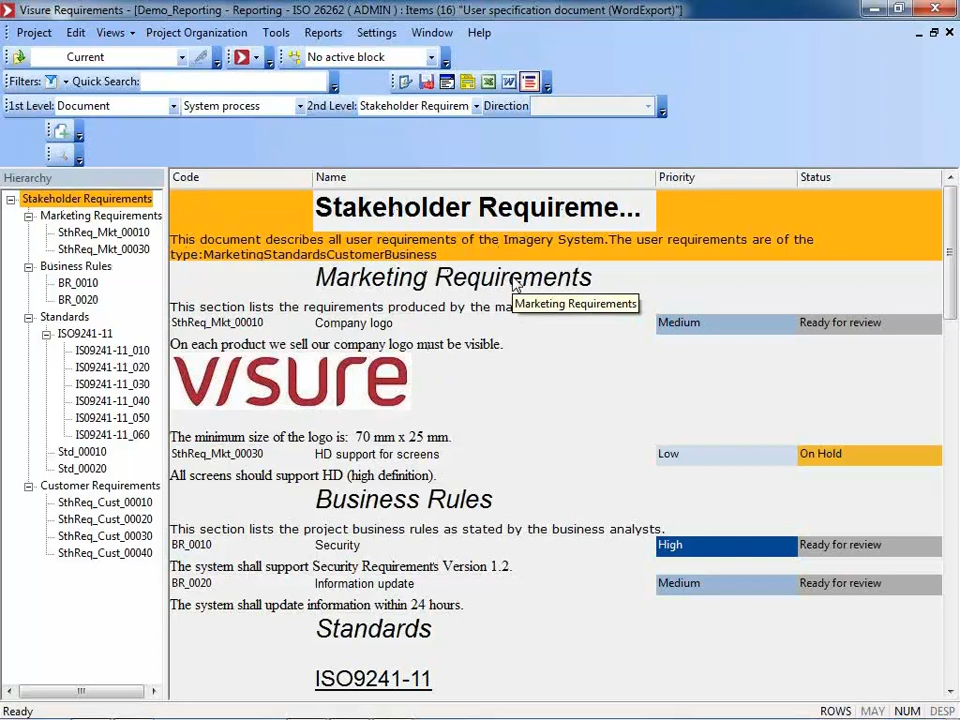 Visure Requirements - [Demo_Reporting - Reporting - ISO 26262 ( ADMIN ) : Items (16) "User specification document (WordExport)"]
Project Edit Views Project Organization Tools Reports Settings Window Help
Current No active block
Filters: Quick Search:
1st Level: Document System process 2nd Level: Stakeholder Requirem Direction
Hierarchy
Stakeholder Requirements
Marketing Requirements
SthReq_Mkt_00010
SthReq_Mkt_00030
Business Rules
BR_0010
BR_0020
Standards
ISO9241-11
IS09241-11_010
IS09241-11_020
IS09241-11_030
IS09241-11_040
IS09241-11_050
IS09241-11_060
Std_00010
Std_00020
Customer Requirements
SthReq_Cust_00010
SthReq_Cust_00020
SthReq_Cust_00030
SthReq_Cust_00040
Code Name Priority Status
Stakeholder Requireme...
This document describes all user requirements of the Imagery System.The user requirements are of the
type:MarketingStandardsCustomerBusiness
Marketing Requirements
Marketing Requirements
This section lists the requirements produced by the ma
SthReq_Mkt_00010 Company logo Medium Ready for review
On each product we sell our company logo must be visible.
visure
The minimum size of the logo is: 70 mm x 25 mm.
SthReq_Mkt_00030 HD support for screens Low On Hold
All screens should support HD (high definition).
Business Rules
This section lists the project business rules as stated by the business analysts.
BR_0010 Security High Ready for review
The system shall support Security Requirements Version 1.2.
BR_0020 Information update Medium Ready for review
The system shall update information within 24 hours.
Standards
ISO9241-11
Ready ROWS MAY NUM DESP